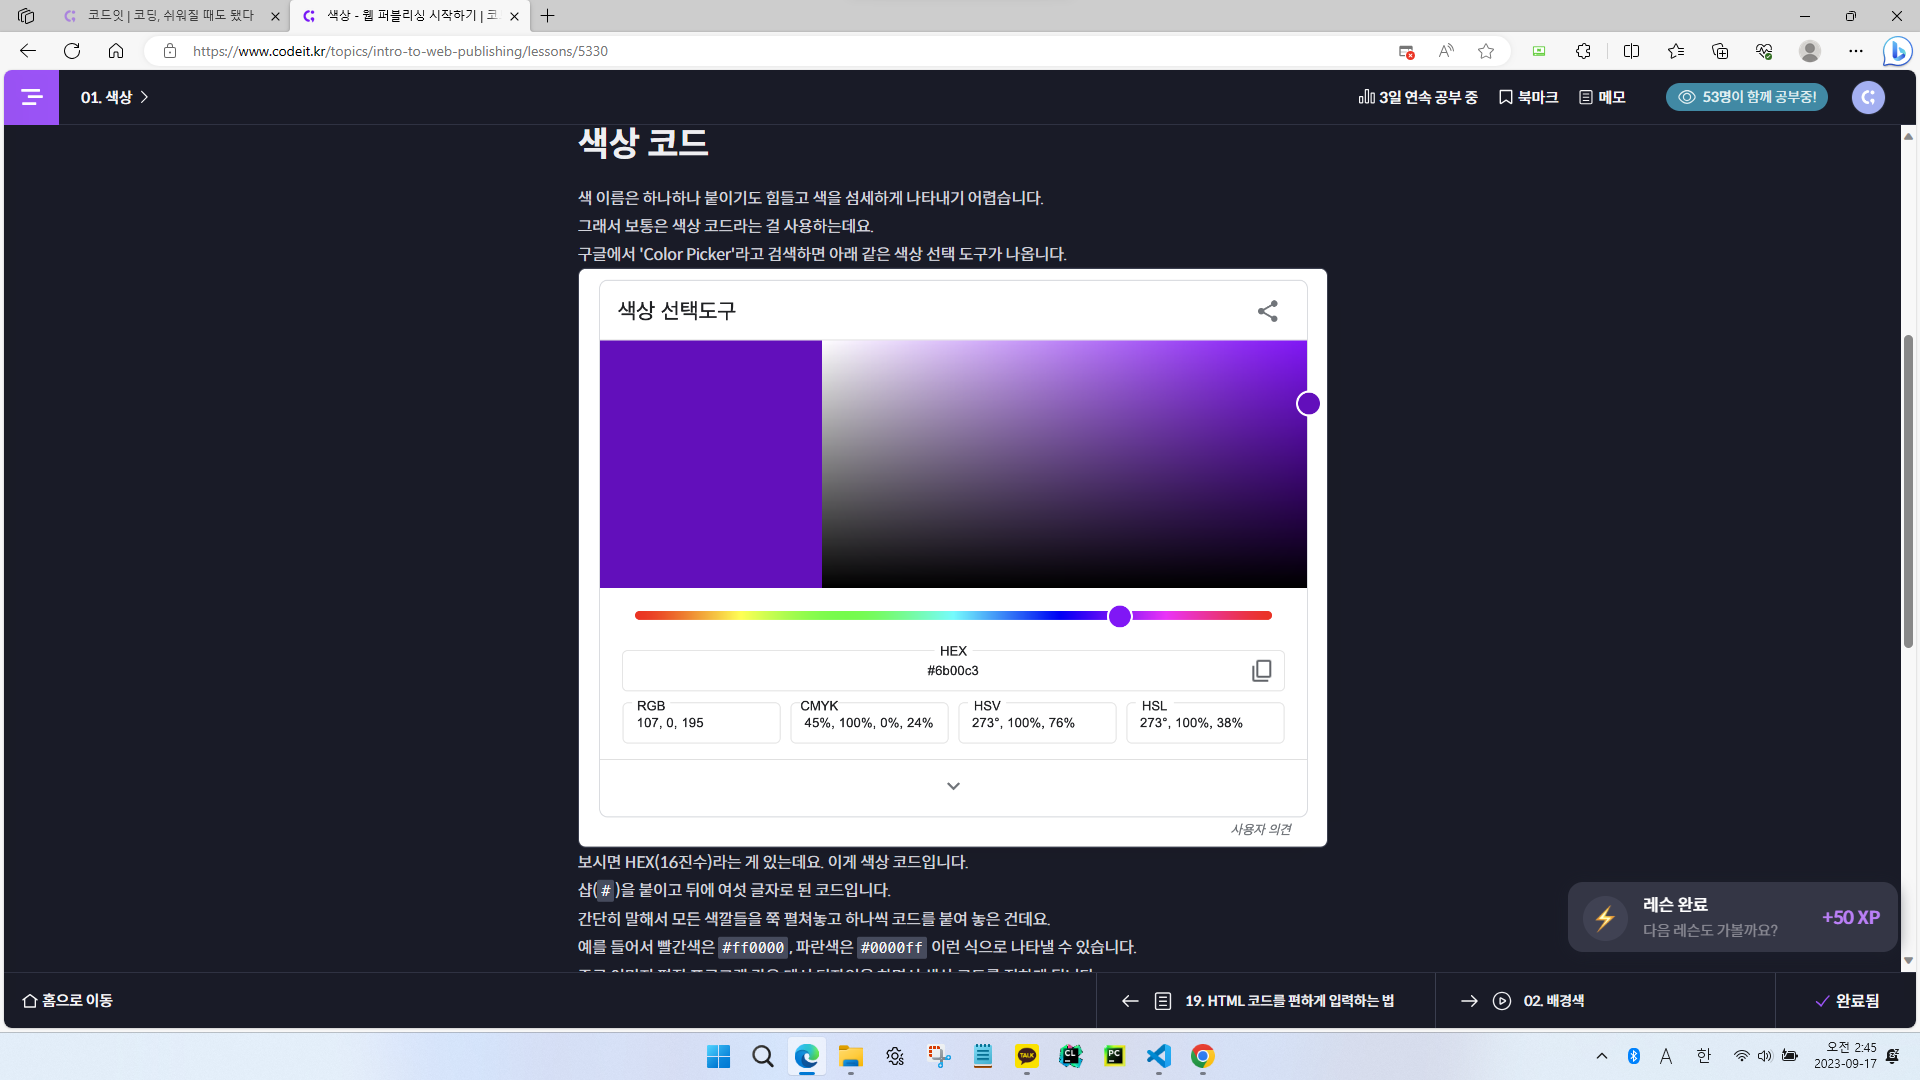 코드잇 | 코딩, 쉬워질 때도 됐다
색상 - 웹 퍼블리싱 시작하기 | 코
https://www.codeit.kr/topics/intro-to-web-publishing/lessons/5330
01. 색상
3일 연속 공부 중
북마크
메모
53명이 함께 공부중!
색상 코드
색 이름은 하나하나 붙이기도 힘들고 색을 섬세하게 나타내기 어렵습니다.
그래서 보통은 색상 코드라는 걸 사용하는데요.
구글에서 'Color Picker'라고 검색하면 아래 같은 색상 선택 도구가 나옵니다.
색상 선택도구
HEX
#6b00c3
RGB
107, 0, 195
CMYK
45%, 100%, 0%, 24%
HSV
273°, 100%, 76%
HSL
273°, 100%, 38%
사용자 의견
보시면 HEX(16진수)라는 게 있는데요. 이게 색상 코드입니다.
샵(#)을 붙이고 뒤에 여섯 글자로 된 코드입니다.
간단히 말해서 모든 색깔들을 쭉 펼쳐놓고 하나씩 코드를 붙여 놓은 건데요.
예를 들어서 빨간색은 #ff0000, 파란색은 #0000ff 이런 식으로 나타낼 수 있습니다.
레슨 완료
다음 레슨도 가볼까요?
+50 XP
홈으로 이동
19. HTML 코드를 편하게 입력하는 법
02. 배경색
완료됨
TALK
CL
PC
A
한
오전 2:45
2023-09-17